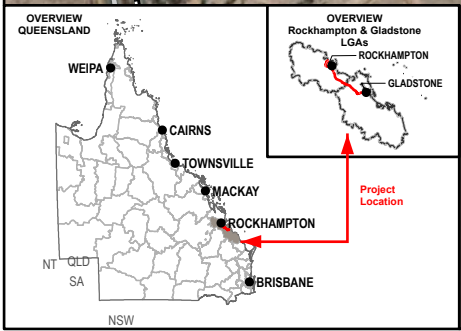 OVERVIEW
QUEENSLAND
WEIPA
CAIRNS
TOWNSVILLE
MACKAY
ROCKHAMPTON
BRISBANE
NT
QLD
SA
NSW
OVERVIEW
Rockhampton & Gladstone
LGAs
ROCKHAMPTON
GLADSTONE
Project
Location